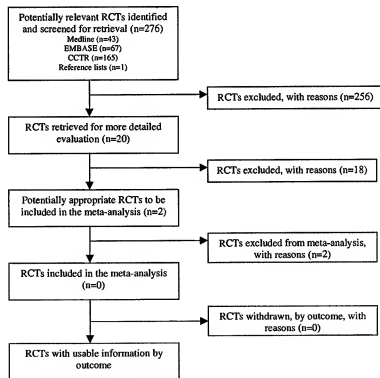 Potentially relevant RCTs identified
and screened for retrieval (n=276)
Medline (n=43)
EMBASE (n=67)
CCTR (n=165)
Reference lists (n=1)
RCTs excluded, with reasons (n=256)
RCTs retrieved for more detailed
evaluation (n=20)
RCTs excluded, with reasons (n=18)
Potentially appropriate RCTs to be
included in the meta-analysis (n=2)
RCTs excluded from meta-analysis,
with reasons (n=2)
RCTs included in the meta-analysis
(n=0)
RCTs withdrawn, by outcome, with
reasons (n=0)
RCTs with usable information by
outcome